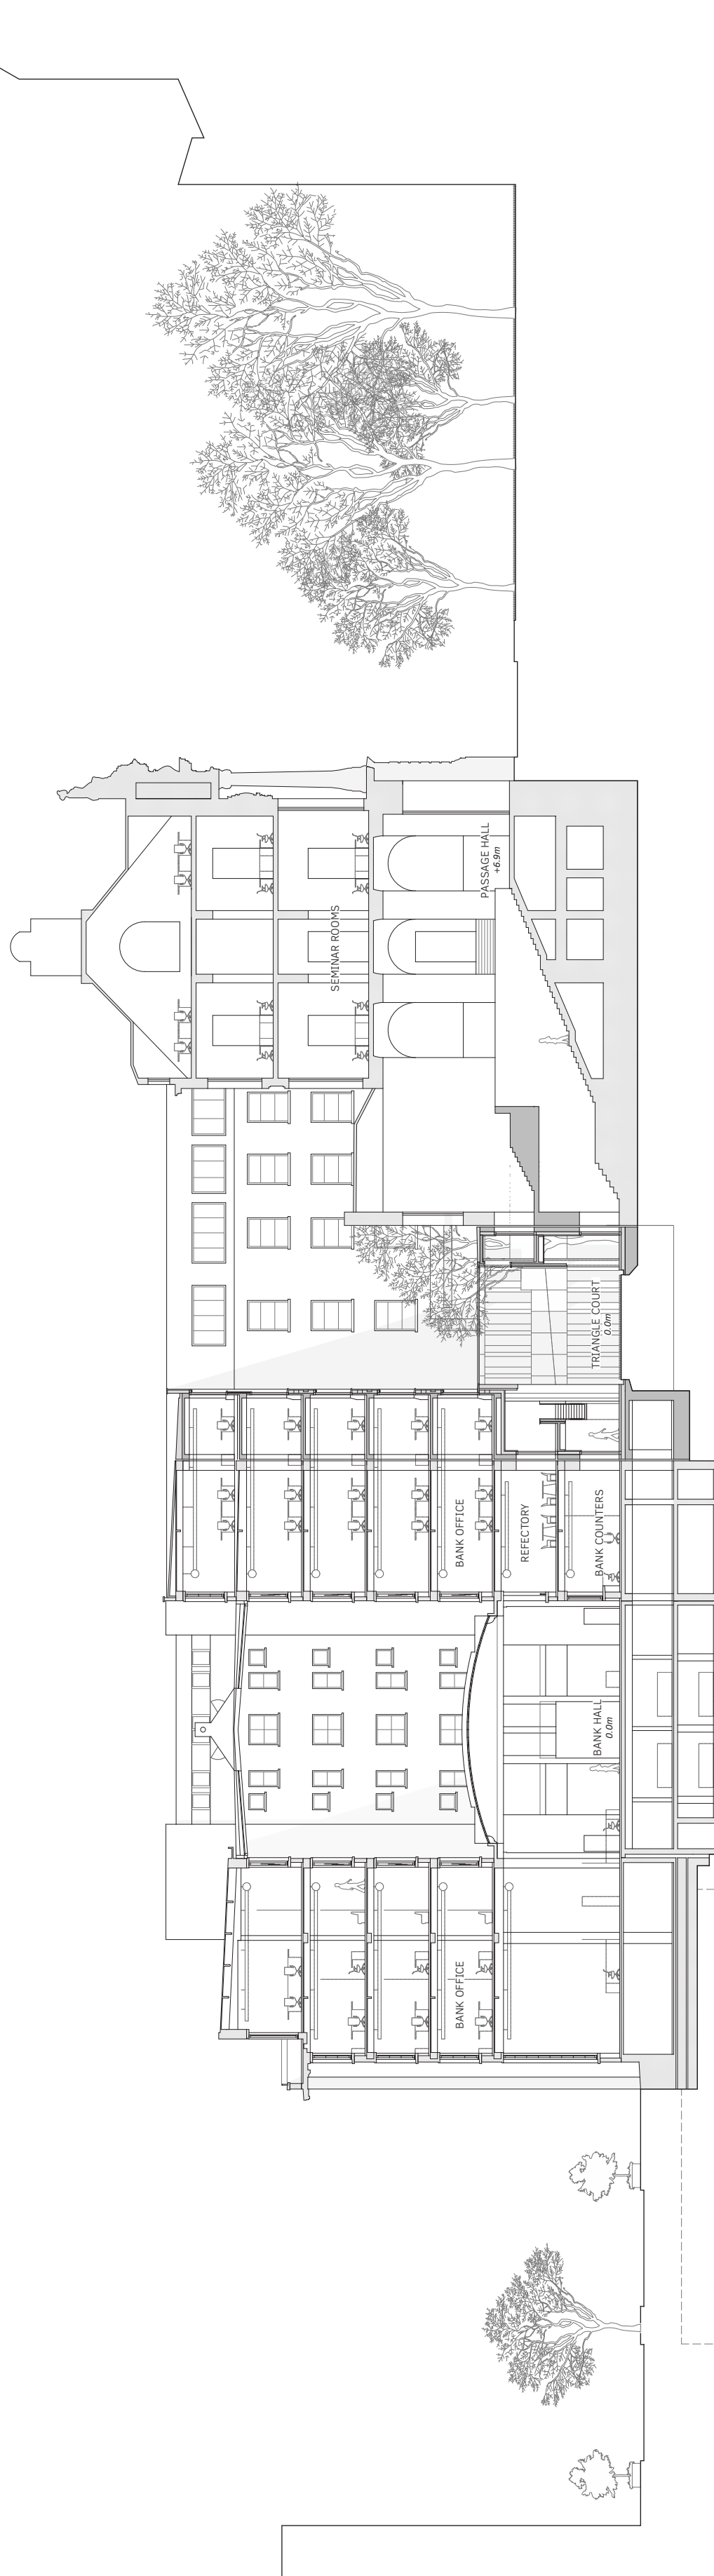 SEMINAR ROOMS
PASSAGE HALL
+6.9m
TRIANGLE COURT
0.0m
BANK OFFICE
REFECTORY
BANK COUNTERS
BANK HALL
0.0m
BANK OFFICE